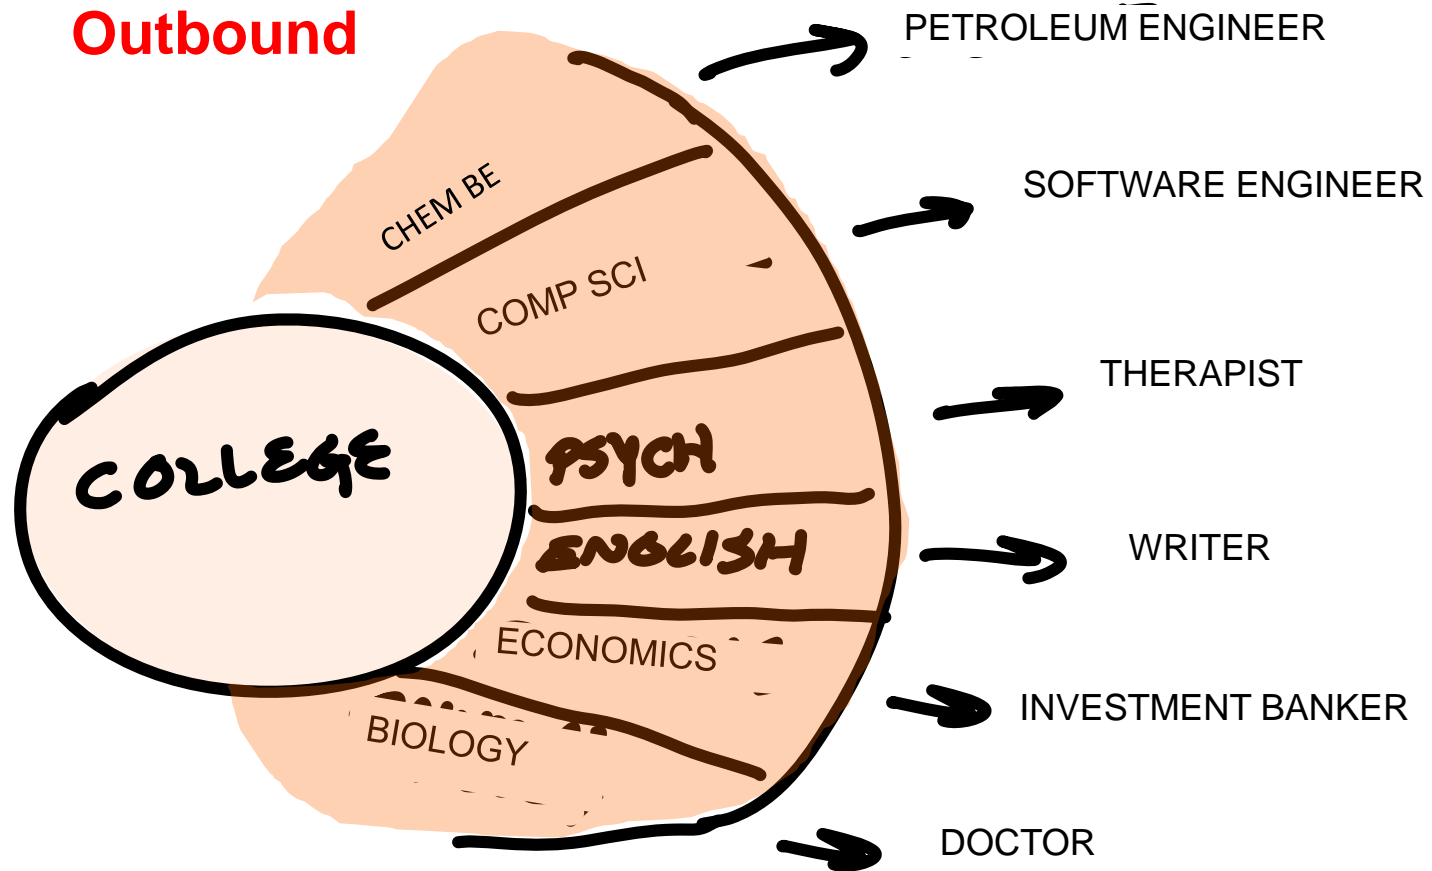 Outbound
PETROLEUM ENGINEER
CHEM BE
SOFTWARE ENGINEER
COMP SCI
THERAPIST
COLLEGE
PSYCH
WRITER
ENGLISH
ECONOMICS
INVESTMENT BANKER
BIOLOGY
DOCTOR